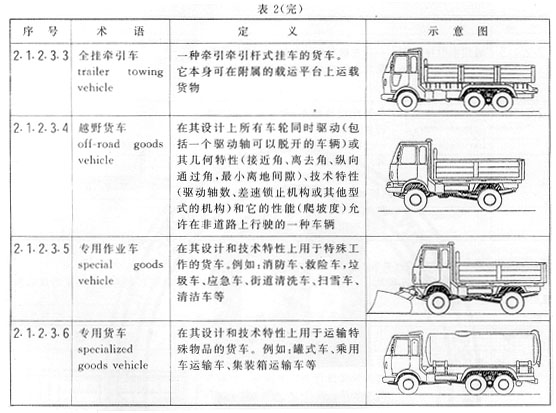 表 2(完)
序 号 术 语 定 义 示 意 图
2.1.2.3.3 全挂牵引车 一种牵引牵引杆式挂车的货车。
trailer towing 它本身可在附属的载运平台上运载
vehicle 货物
2.1.2.3.4 越野货车 在其设计上所有车轮同时驱动(包
off-road goods 括一个驱动轴可以脱开的车辆)或
vehicle 其几何特性(接近角、离去角、纵向
通过角,最小离地间隙)、技术特性
(驱动轴数、差速锁止机构或其他型
式的机构)和它的性能(爬坡度)允
许在非道路上行驶的一种车辆
2.1.2.3.5 专用作业车 在其设计和技术特性上用于特殊工
special goods 作的货车。例如:消防车、救险车,垃
vehicle 圾车、应急车、街道清洗车、扫雪车、
清洁车等
2.1.2.3.6 专用货车 在其设计和技术特性上用于运输特
specialized 殊物品的货车。例如:罐式车、乘用
goods vehicle 车运输车、集装箱运输车等